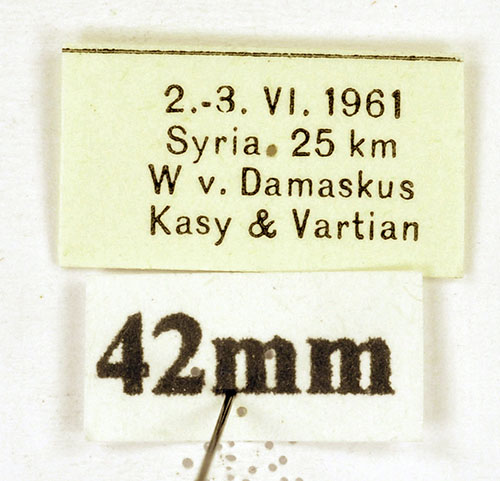 2.-3. VI. 1961
Syria. 25 km
W v. Damaskus
Kasy & Vartian
42mm